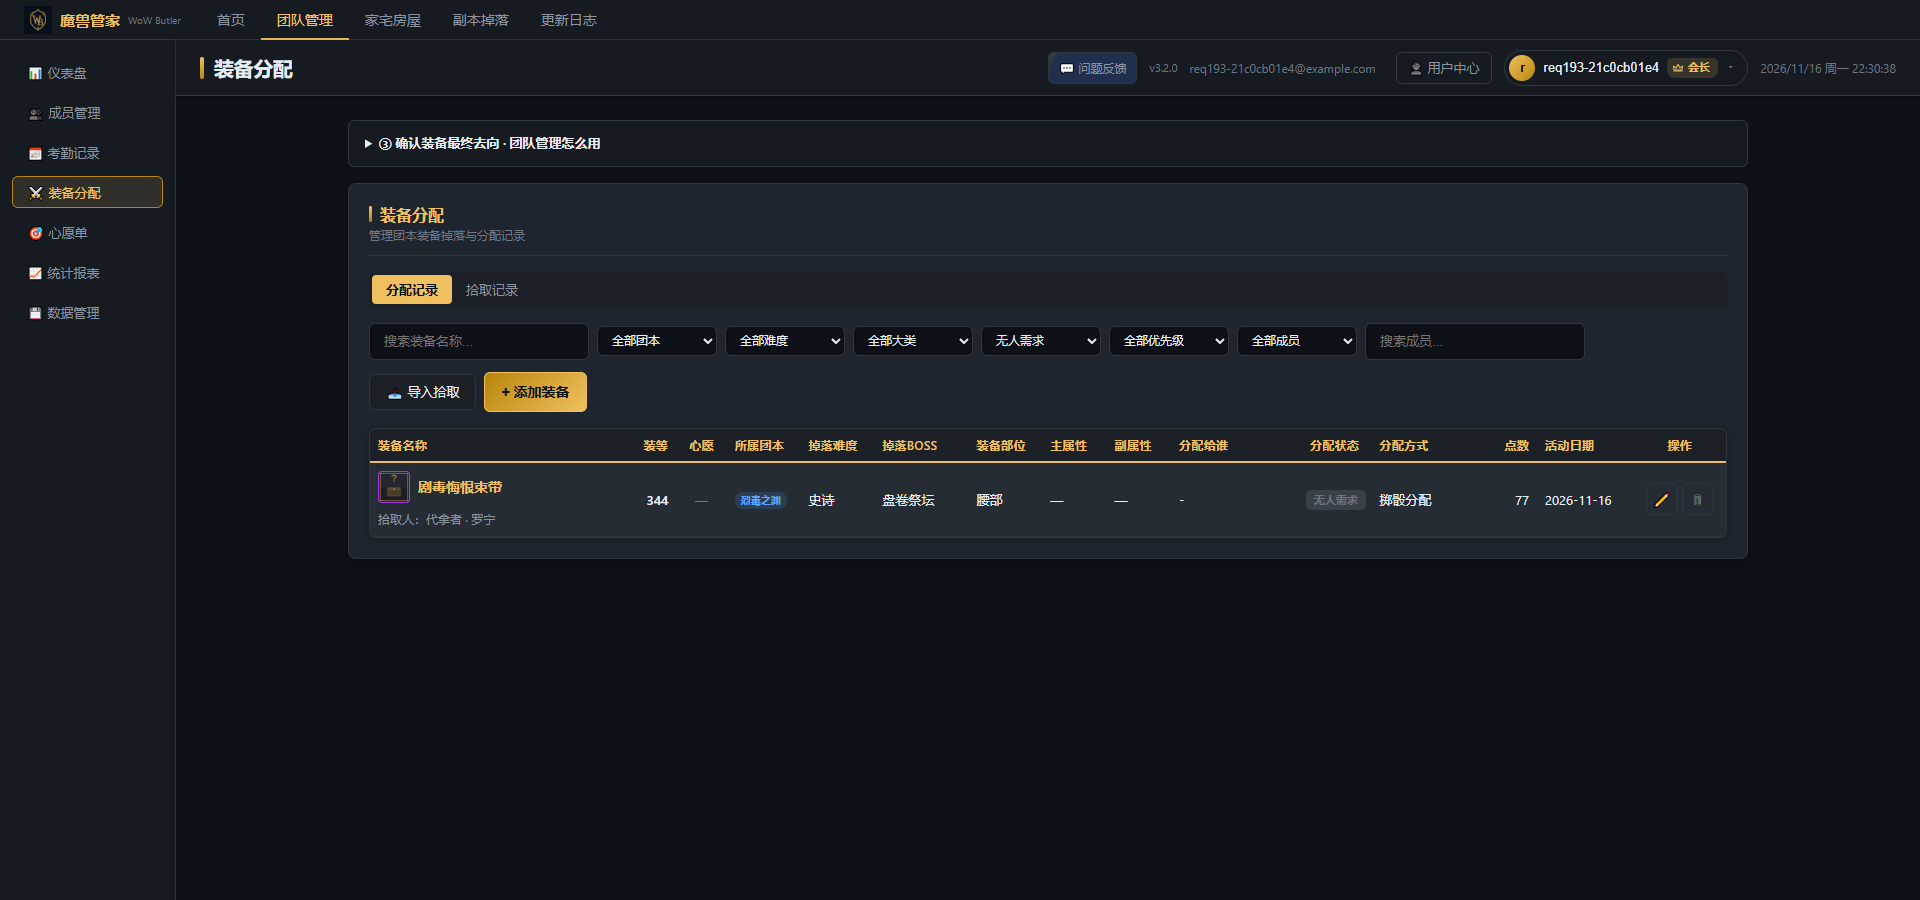 魔兽管家 WoW Butler 首页 团队管理 家宅房屋 副本掉落 更新日志
装备分配 问题反馈 v3.2.0 req193-21c0cb01e4@example.com 用户中心 r req193-21c0cb01e4 会长 2026/11/16 周一 22:30:38
仪表盘
成员管理
考勤记录
装备分配
心愿单
统计报表
数据管理
③ 确认装备最终去向 · 团队管理怎么用
装备分配
管理团本装备掉落与分配记录
分配记录 拾取记录
搜索装备名称... 全部团本 全部难度 全部大类 无人需求 全部优先级 全部成员 搜索成员...
导入拾取 + 添加装备
装备名称 装等 心愿 所属团本 掉落难度 掉落BOSS 装备部位 主属性 副属性 分配给谁 分配状态 分配方式 点数 活动日期 操作
剧毒悔恨束带 344 — 烈毒之渊 史诗 盘卷祭坛 腰部 — — - 无人需求 掷骰分配 77 2026-11-16
拾取人：代拿者 · 罗宁